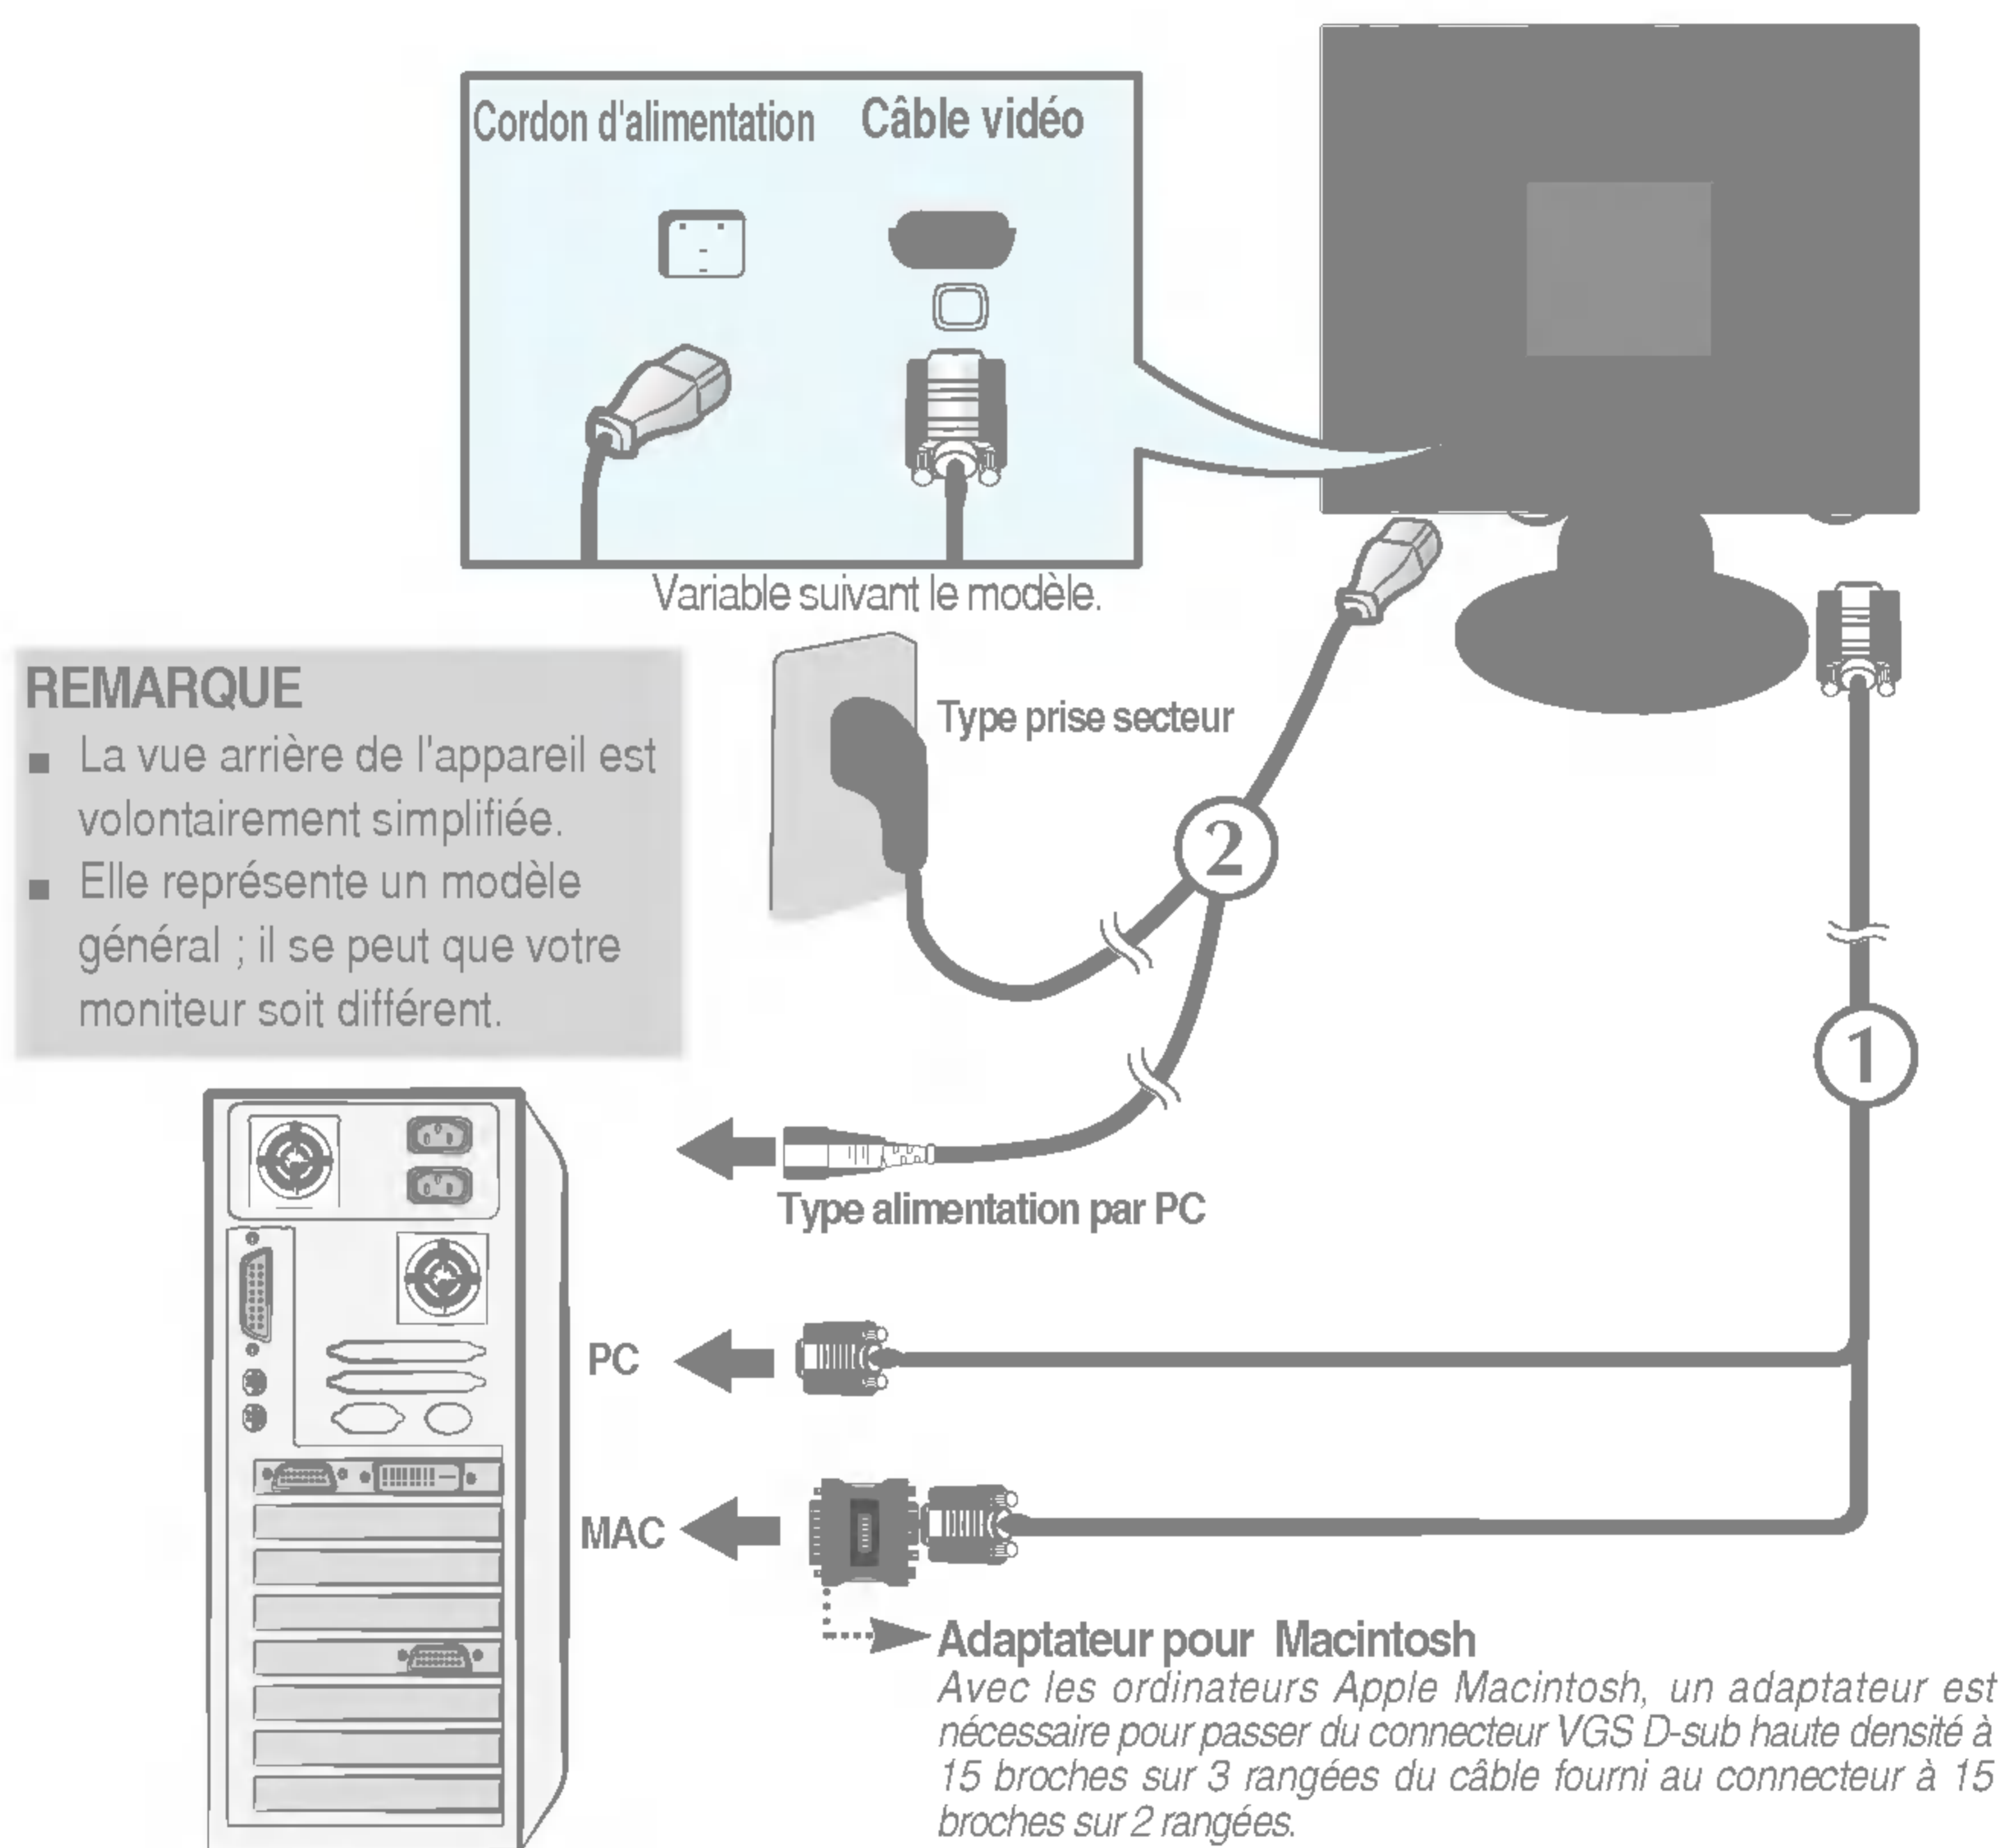 Cordon d'alimentation
Câble vidéo
Variable suivant le modèle.
REMARQUE
■ La vue arrière de l'appareil est
volontairement simplifiée.
■ Elle représente un modèle
général ; il se peut que votre
moniteur soit différent.
Type prise secteur
2
1
Type alimentation par PC
PC
MAC
Adaptateur pour Macintosh
Avec les ordinateurs Apple Macintosh, un adaptateur est
nécessaire pour passer du connecteur VGS D-sub haute densité à
15 broches sur 3 rangées du câble fourni au connecteur à 15
broches sur 2 rangées.